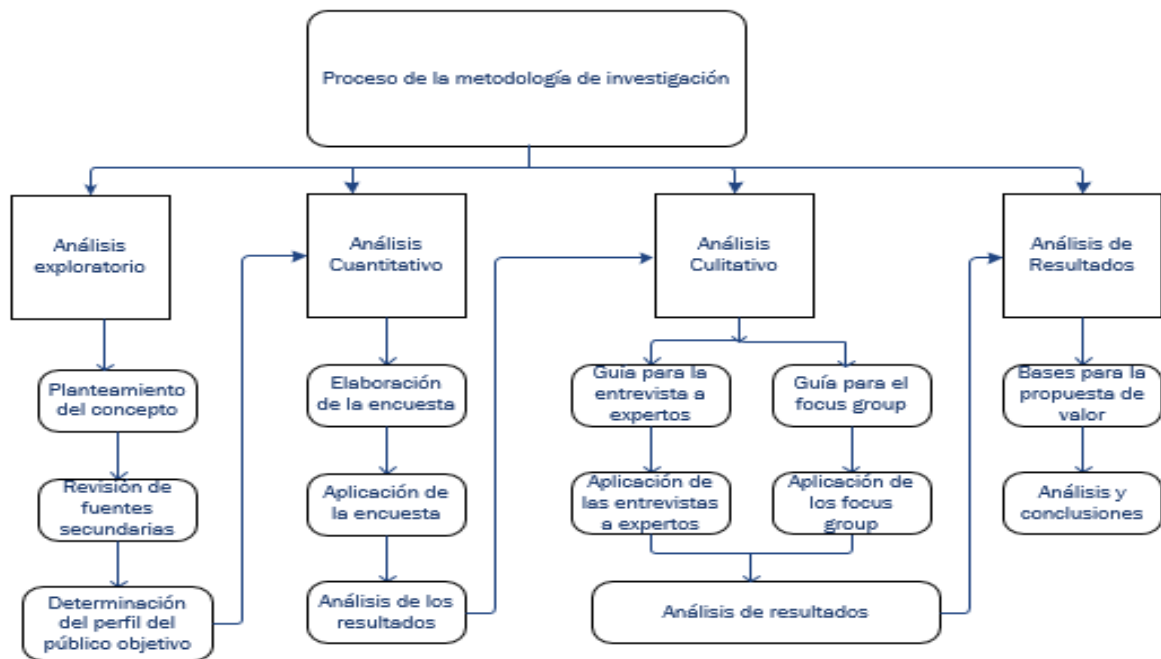 Proceso de la metodología de investigación
Análisis
exploratorio
Análisis
Cuantitativo
Análisis
Culitativo
Análisis de
Resultados
Planteamiento
del concepto
Elaboración
de la encuesta
Guía para la
entrevista a
expertos
Guía para el
focus group
Bases para la
propuesta de
valor
Revisión de
fuentes
secundarias
Aplicación de
la encuesta
Aplicación de
las entrevistas
a expertos
Aplicación de
los focus
group
Análisis y
conclusiones
Determinación
del perfil del
público objetivo
Análisis de los
resultados
Análisis de resultados